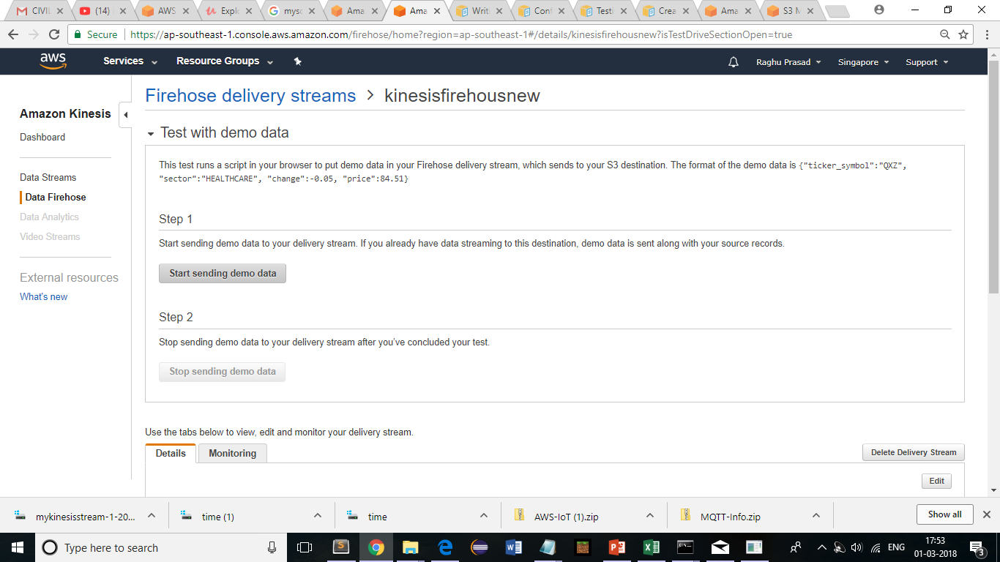 CIVIL
(14)
AWS
Explo
myso
Ama
Ama
Writi
Conf
Testi
Crea
Ama
S3 M
Secure
https://ap-southeast-1.console.aws.amazon.com/firehose/home?region=ap-southeast-1#/details/kinesisfirehousnew?isTestDriveSectionOpen=true
aws
Services
Resource Groups
Raghu Prasad
Singapore
Support
Firehose delivery streams > kinesisfirehousnew
Amazon Kinesis
Dashboard
Data Streams
Data Firehose
Data Analytics
Video Streams
External resources
What's new
Test with demo data
This test runs a script in your browser to put demo data in your Firehose delivery stream, which sends to your S3 destination. The format of the demo data is {"ticker_symbol":"QXZ",
"sector":"HEALTHCARE", "change":-0.05, "price":84.51}
Step 1
Start sending demo data to your delivery stream. If you already have data streaming to this destination, demo data is sent along with your source records.
Start sending demo data
Step 2
Stop sending demo data to your delivery stream after you've concluded your test.
Stop sending demo data
Use the tabs below to view, edit and monitor your delivery stream.
Details
Monitoring
Delete Delivery Stream
Edit
mykinesisstream-1-20...
time (1)
time
AWS-IoT (1).zip
MQTT-Info.zip
Show all
Type here to search
ENG
17:53
01-03-2018
3